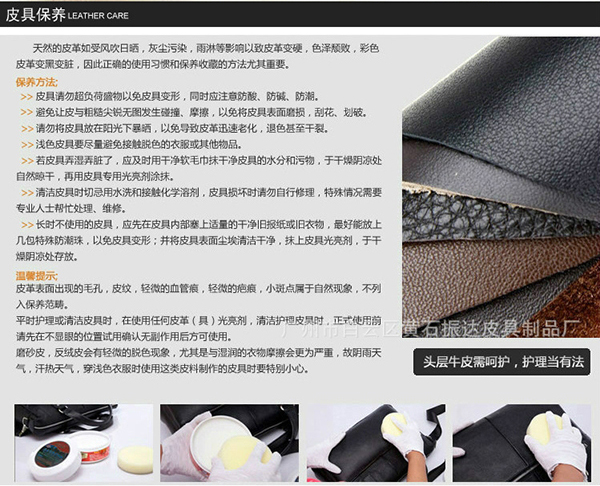 皮具保养 LEATHER CARE
天然的皮革如受风吹日晒，灰尘污染，雨淋等影响以致皮革变硬，色泽颓败，彩色
皮革变黑变脏，因此正确的使用习惯和保养收藏的方法尤其重要。
保养方法:
>> 皮具请勿超负荷盛物以免皮具变形，同时应注意防酸、防碱、防潮。
>> 避免让皮与粗糙尖锐无图发生碰撞、摩擦，以免将皮具表面磨损，刮花、划破。
>> 请勿将皮具放在阳光下暴晒，以免导致皮革迅速老化，退色甚至干裂。
>> 浅色皮具要尽量避免接触脱色的衣服或其他物品。
>> 若皮具弄湿弄脏了，应及时用干净软毛巾抹干净皮具的水分和污物，于干燥阴凉处
自然晾干，再用皮具专用光亮剂涂抹。
>> 清洁皮具时切忌用水洗和接触化学溶剂，皮具损坏时请勿自行修理，特殊情况需要
专业人士帮忙处理、维修。
>> 长时不使用的皮具，应先在皮具内部塞上适量的干净旧报纸或旧衣物，最好能放上
几包特殊防潮珠，以免皮具变形；并将皮具表面尘埃清洁干净，抹上皮具光亮剂，于干
燥阴凉处存放。
温馨提示:
皮革表面出现的毛孔，皮纹，轻微的血管痕，轻微的疤痕，小斑点属于自然现象，不列
入保养范畴。
平时护理或清洁皮具时，在使用任何皮革（具）光亮剂，清洁护理皮具时，正式使用前
请先在不显眼的位置试用确认无副作用后方可使用。
磨砂皮，反绒皮会有轻微的脱色现象，尤其是与湿润的衣物摩擦会更为严重，故阴雨天
气，汗热天气，穿浅色衣服时使用这类皮料制作的皮具时要特别小心。
广州市白云区黄石振达皮具制品厂
头层牛皮需呵护，护理当有法